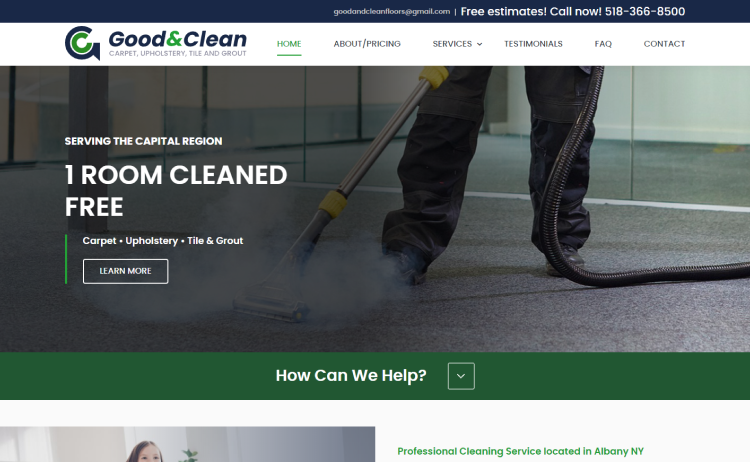 goodandcleanfloors@gmail.com | Free estimates! Call now! 518-366-8500
Good&Clean
CARPET, UPHOLSTERY, TILE AND GROUT
HOME ABOUT/PRICING SERVICES TESTIMONIALS FAQ CONTACT
SERVING THE CAPITAL REGION
1 ROOM CLEANED
FREE
Carpet • Upholstery • Tile & Grout
LEARN MORE
How Can We Help?
Professional Cleaning Service located in Albany NY